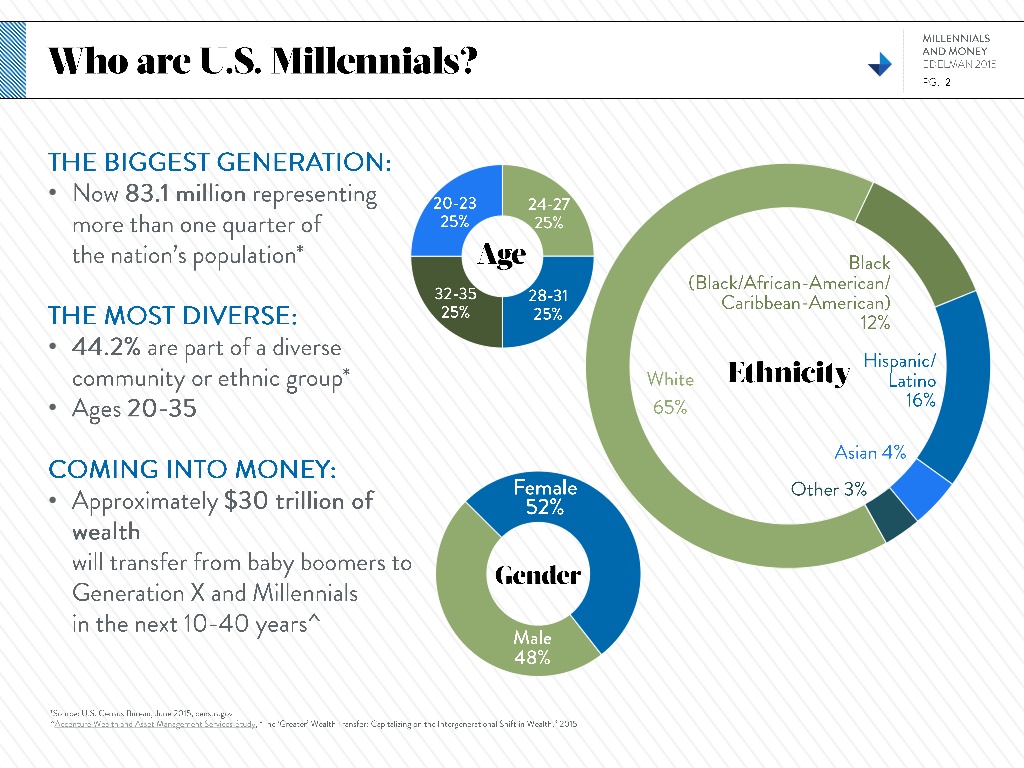 Who are U.S. Millennials?
MILLENNIALS
AND MONEY
EDELMAN 2015
PG. 2
THE BIGGEST GENERATION:
• Now 83.1 million representing
more than one quarter of
the nation's population*
THE MOST DIVERSE:
• 44.2% are part of a diverse
community or ethnic group*
• Ages 20-35
COMING INTO MONEY:
• Approximately $30 trillion of
wealth
will transfer from baby boomers to
Generation X and Millennials
in the next 10-40 years^
20-23
25%
24-27
25%
Age
32-35
25%
28-31
25%
Black
(Black/African-American/
Caribbean-American)
12%
Hispanic/
Latino
16%
Ethnicity
White
65%
Asian 4%
Other 3%
Female
52%
Gender
Male
48%
*Source: U.S. Census Bureau, June 2015, census.gov
^Accenture Wealth and Asset Management Services Study, "The 'Greater' Wealth Transfer: Capitalizing on the Intergenerational Shift in Wealth." 2015